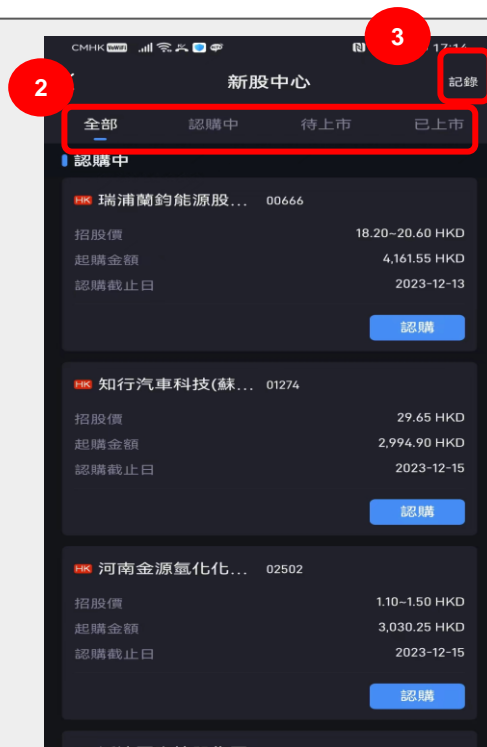 3
CMHK VoWiFi
17:14
2
新股中心
記錄
全部 認購中 待上市 已上市
認購中
HK 瑞浦蘭鈞能源股... 00666
招股價 18.20~20.60 HKD
起購金額 4,161.55 HKD
認購截止日 2023-12-13
認購
HK 知行汽車科技(蘇... 01274
招股價 29.65 HKD
起購金額 2,994.90 HKD
認購截止日 2023-12-15
認購
HK 河南金源氫化化... 02502
招股價 1.10~1.50 HKD
起購金額 3,030.25 HKD
認購截止日 2023-12-15
認購